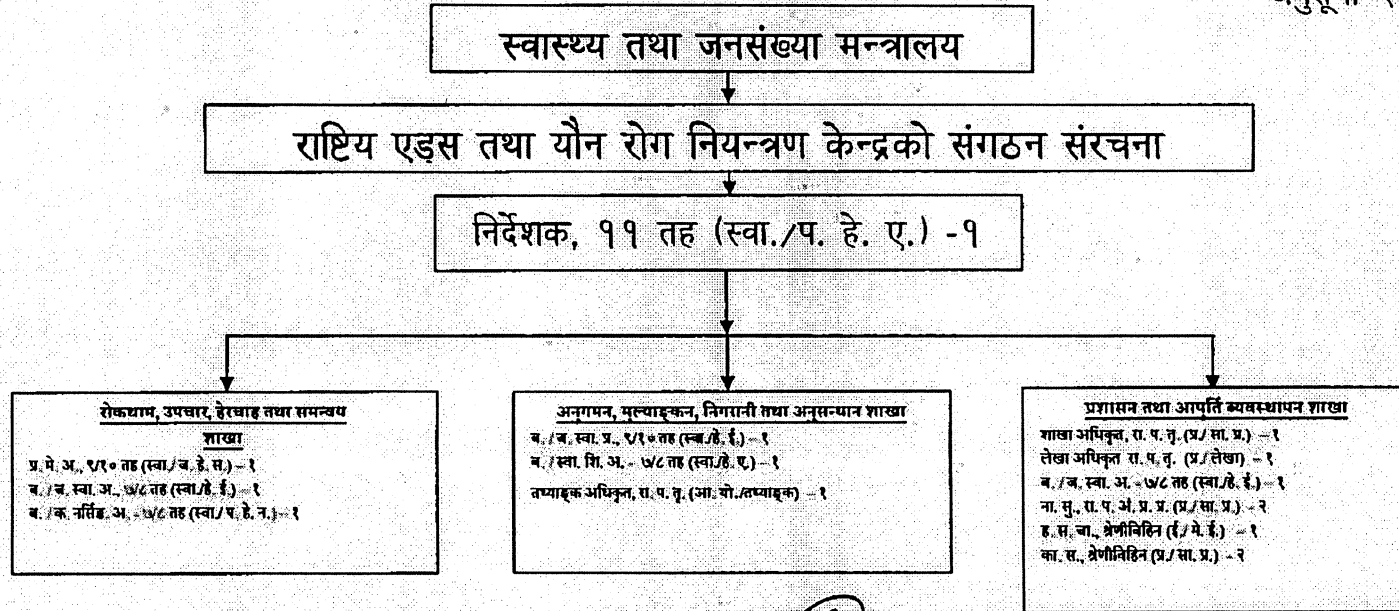 अनुसूची
स्वास्थ्य तथा जनसंख्या मन्त्रालय
राष्टिय एड्स तथा यौन रोग नियन्त्रण केन्द्रको संगठन संरचना
निर्देशक, ११ तह (स्वा./प. हे. ए.) -१
रोकथाम, उपचार, हेरचाह तथा समन्वय
शाखा
प्र. मे. अ., ९/१० तह (स्वा./ज. हे. स.) -१
ब. / ज. स्वा. अ., ७/८ तह (स्वा./हे. ई.) -१
ब. /क. नर्सिङ. अ., - ७/८ तह (स्वा./ प. हे. न.) -१
अनुगमन, मुल्याङ्कन, निगरानी तथा अनुसन्धान शाखा
ब. / ज. स्वा. प्र., ९/१० तह (स्वा./हे. ई.) -१
ब. /स्वा. शि. अ. - ७/८ तह (स्वा./हे. ए.) -१
तथ्याङ्क अधिकृत, रा. प. तृ. (आ. यो./तथ्याङ्क) -१
प्रशासन तथा आपुर्ति ब्यवस्थापन शाखा
शाखा अधिकृत, रा. प. तृ. (प्र./ सा. प्र.) -१
लेखा अधिकृत रा. प. तृ. (प्र./लेखा) -१
ब. / ज. स्वा. अ. - ७/८ तह (स्वा./हे. ई.) -१
ना. सु., रा. प. अं. प्र. प्र. (प्र./ सा. प्र.) -२
ह. स. चा., श्रेणीविहिन (ई./ मे. ई.) -१
का. स., श्रेणीविहिन (प्र./ सा. प्र.) -२